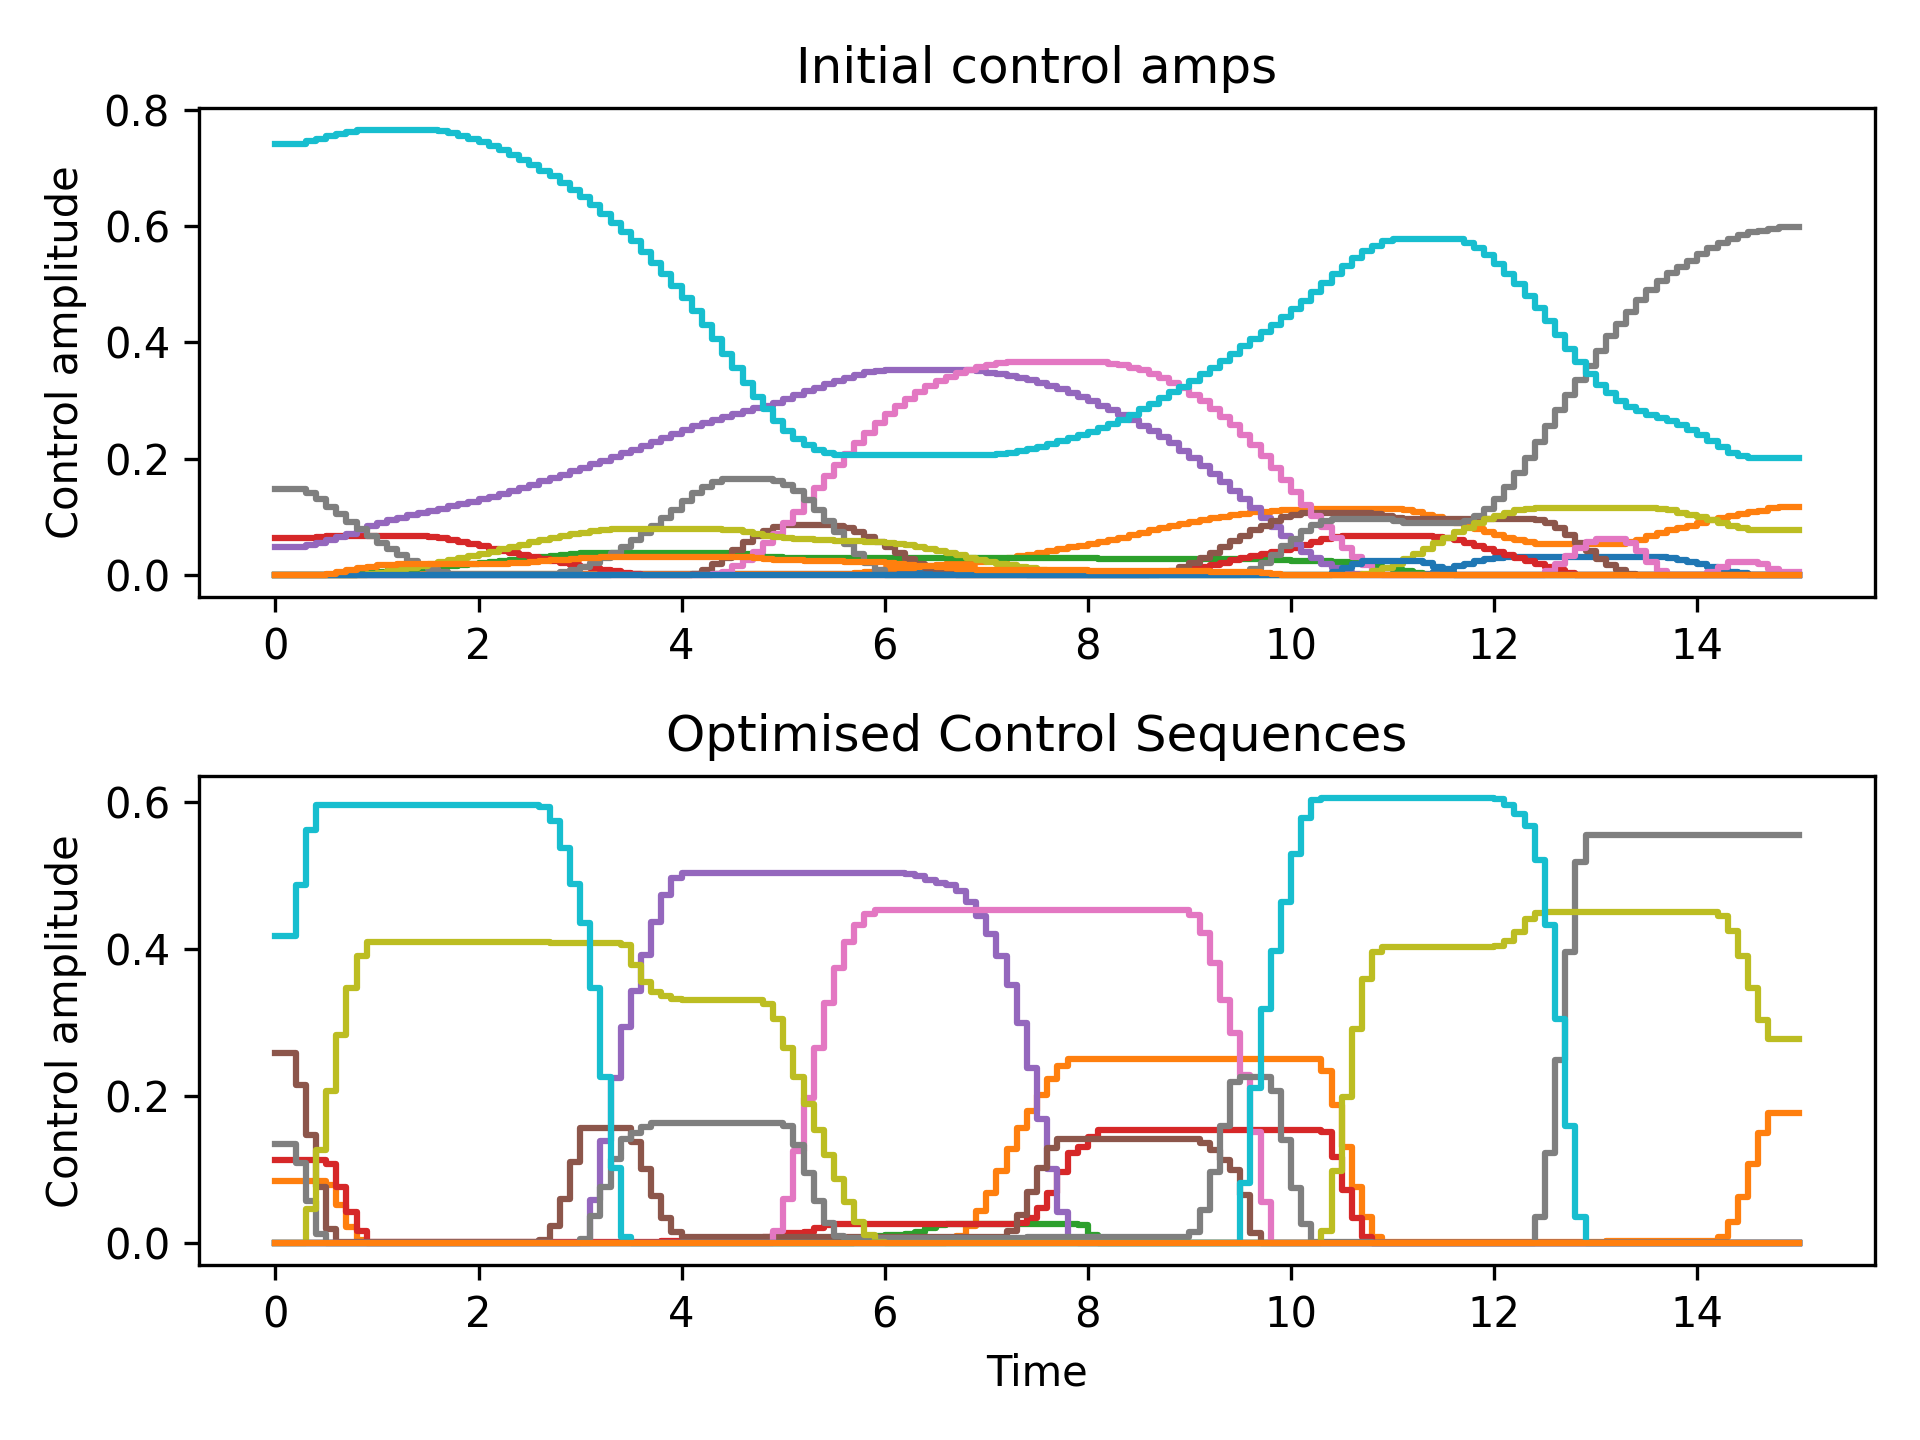 Initial control amps
Control amplitude
0.8
0.6
0.4
0.2
0.0
0 2 4 6 8 10 12 14
Optimised Control Sequences
Control amplitude
0.6
0.4
0.2
0.0
0 2 4 6 8 10 12 14
Time